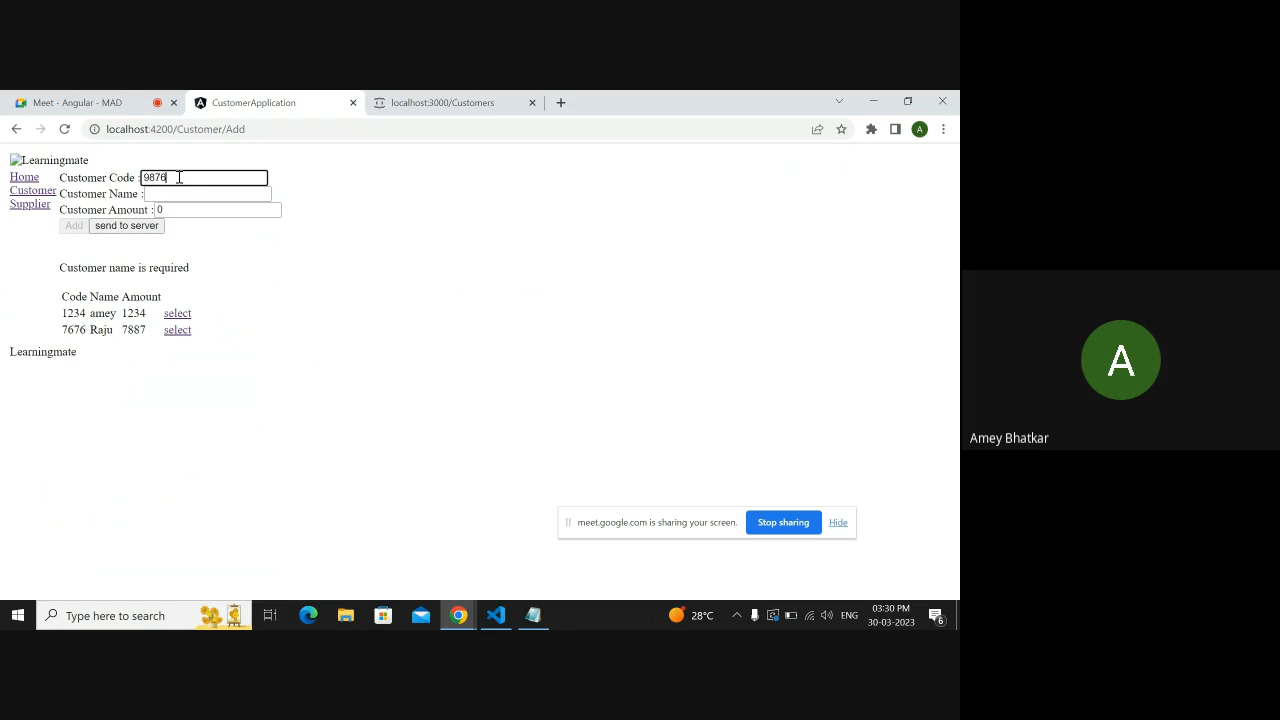 Meet - Angular - MAD
CustomerApplication
localhost:3000/Customers
localhost:4200/Customer/Add
A
Learningmate
Home
Customer
Supplier
Customer Code : 9876
Customer Name :
Customer Amount : 0
Add send to server
Customer name is required
Code Name Amount
1234 amey 1234 select
7676 Raju 7887 select
Learningmate
meet.google.com is sharing your screen. Stop sharing Hide
A
Amey Bhatkar
Type here to search
28°C
ENG
03:30 PM
30-03-2023
6